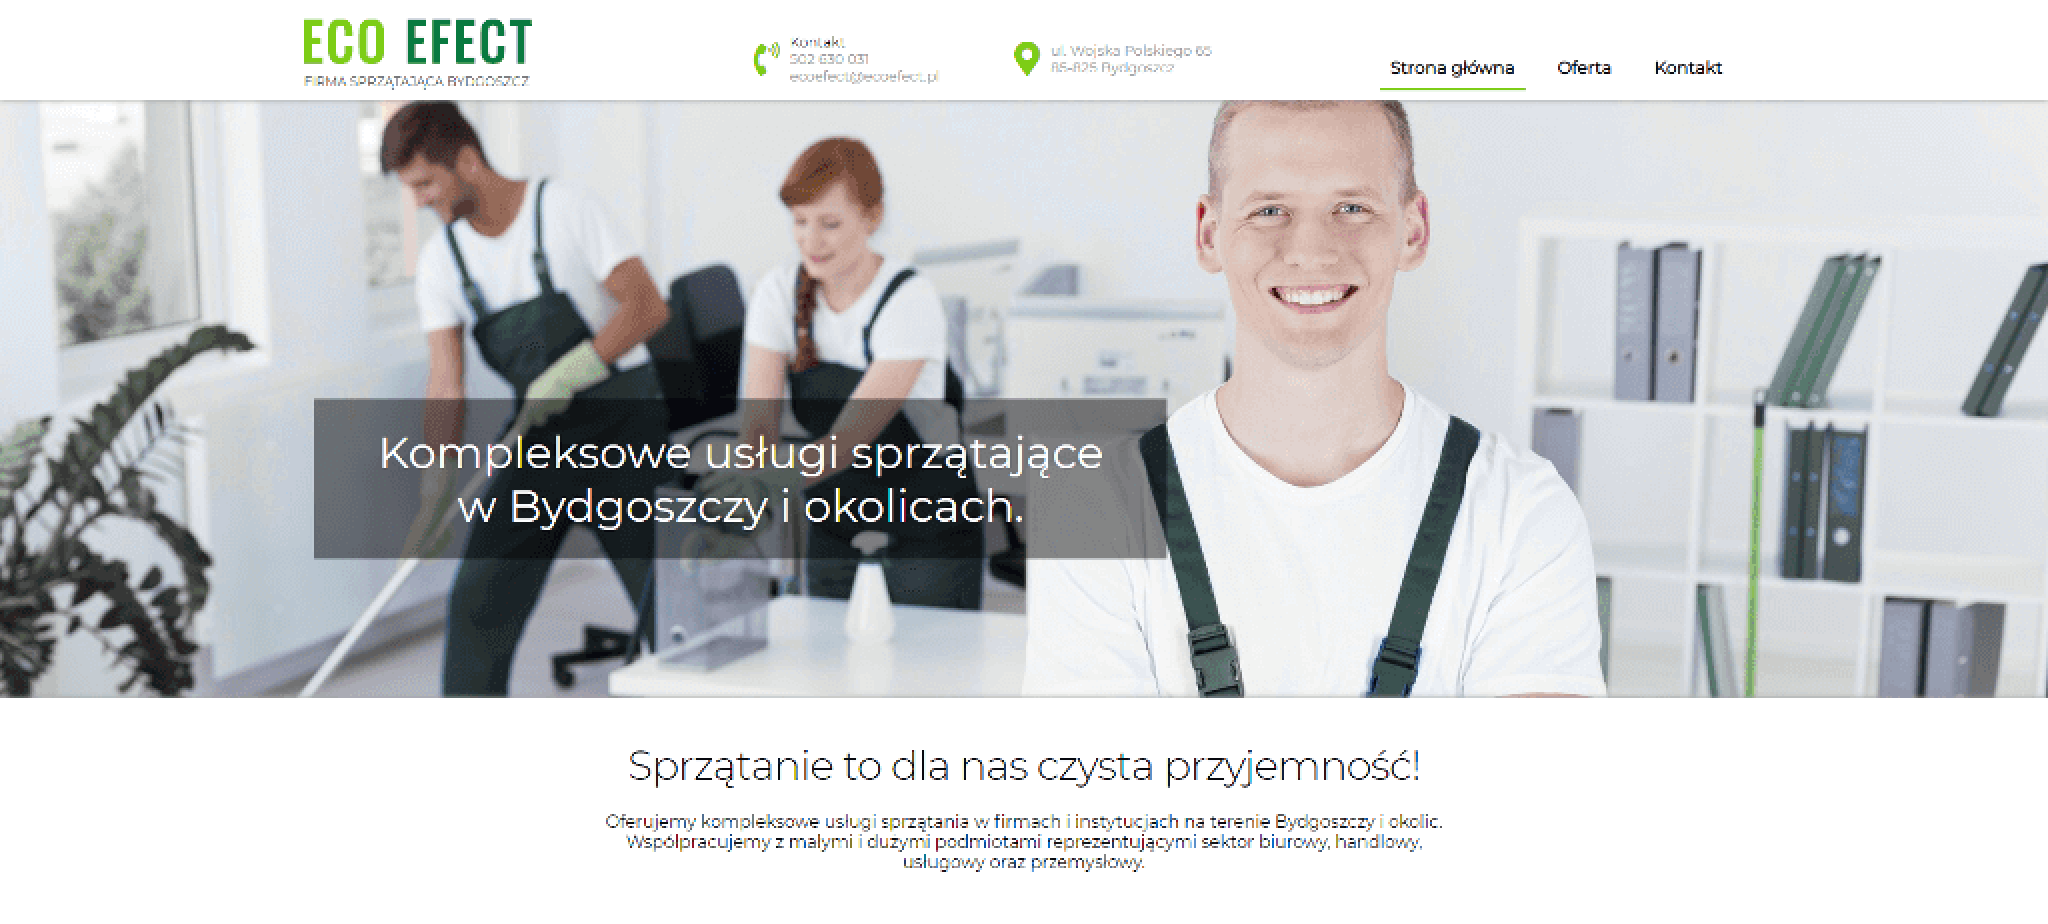 ECO EFECT
FIRMA SPRZĄTAJĄCA BYDGOSZCZ
Kontakt
502 630 031
ecoefect@ecoefect.pl
ul. Wojska Polskiego 65
85-825 Bydgoszcz
Strona główna
Oferta
Kontakt
Kompleksowe usługi sprzątające
w Bydgoszczy i okolicach.
Sprzątanie to dla nas czysta przyjemność!
Oferujemy kompleksowe usługi sprzątania w firmach i instytucjach na terenie Bydgoszczy i okolic.
Współpracujemy z małymi i dużymi podmiotami reprezentującymi sektor biurowy, handlowy,
usługowy oraz przemysłowy.